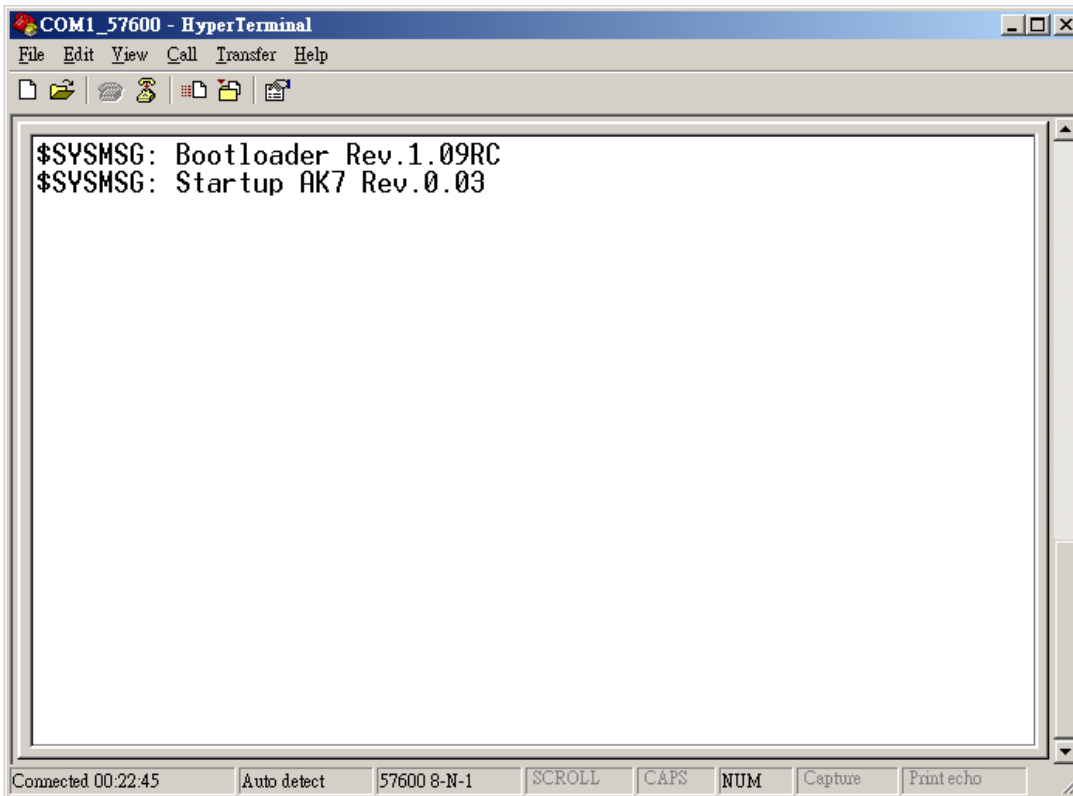 COM1_57600 - HyperTerminal
File Edit View Call Transfer Help
$SYSMSG: Bootloader Rev.1.09RC
$SYSMSG: Startup AK7 Rev.0.03
Connected 00:22:45 Auto detect 57600 8-N-1 SCROLL CAPS NUM Capture Print echo